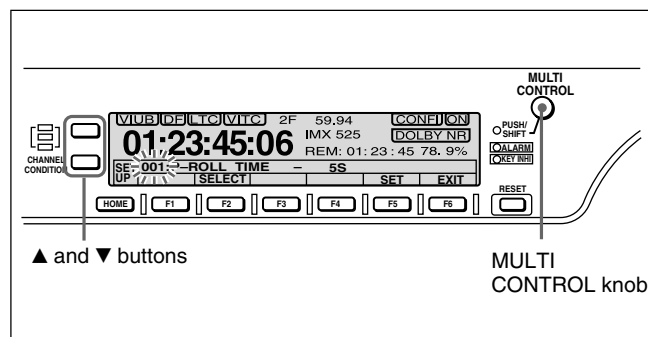 MULTI
CONTROL
PUSH/
SHIFT
ALARM
KEY INHI
RESET
CHANNEL
CONDITION
VIUB DF LTC VITC 2F 59.94 CONFI ON
01:23:45:06 IMX 525 DOLBY NR
REM: 01:23:45 78.9%
SE 001: –ROLL TIME – 5S
UP SELECT SET EXIT
HOME F1 F2 F3 F4 F5 F6
▲ and ▼ buttons
MULTI
CONTROL knob